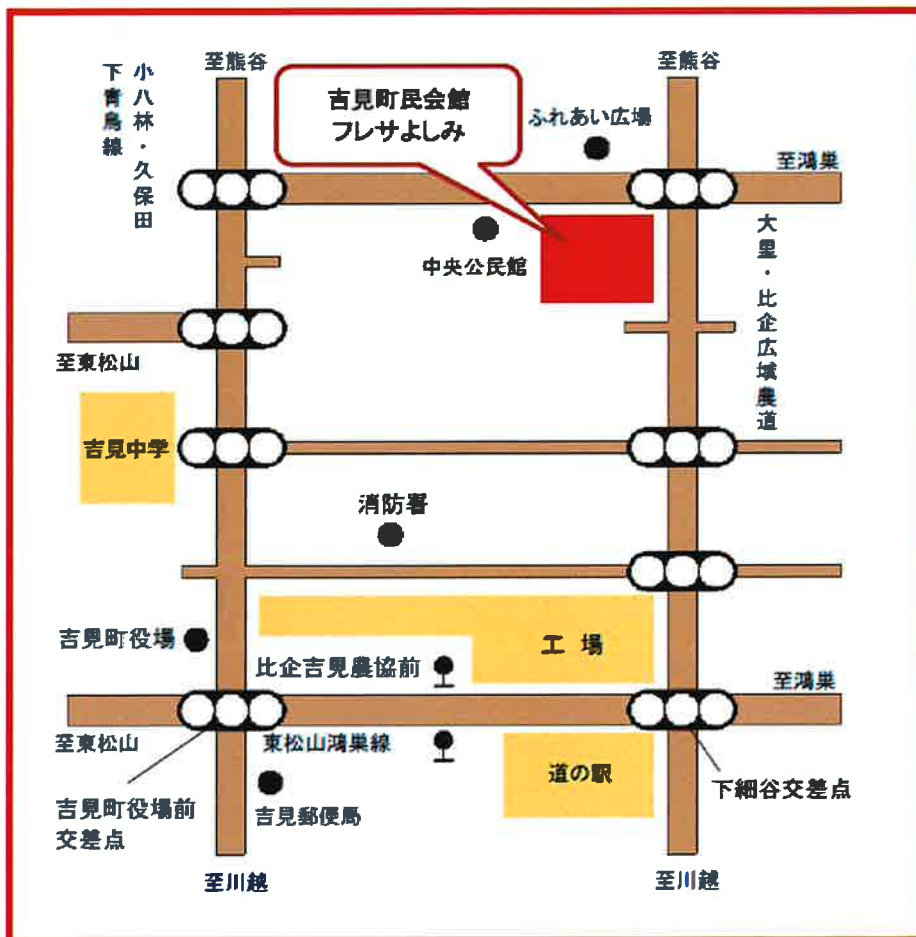 至熊谷
至熊谷
小八林・久保田
下青鳥線
吉見町民会館
フレサよしみ
ふれあい広場
至鴻巣
中央公民館
大里・比企広域農道
至東松山
吉見中学
消防署
吉見町役場
工場
比企吉見農協前
至鴻巣
至東松山
東松山鴻巣線
道の駅
下細谷交差点
吉見町役場前
交差点
吉見郵便局
至川越
至川越